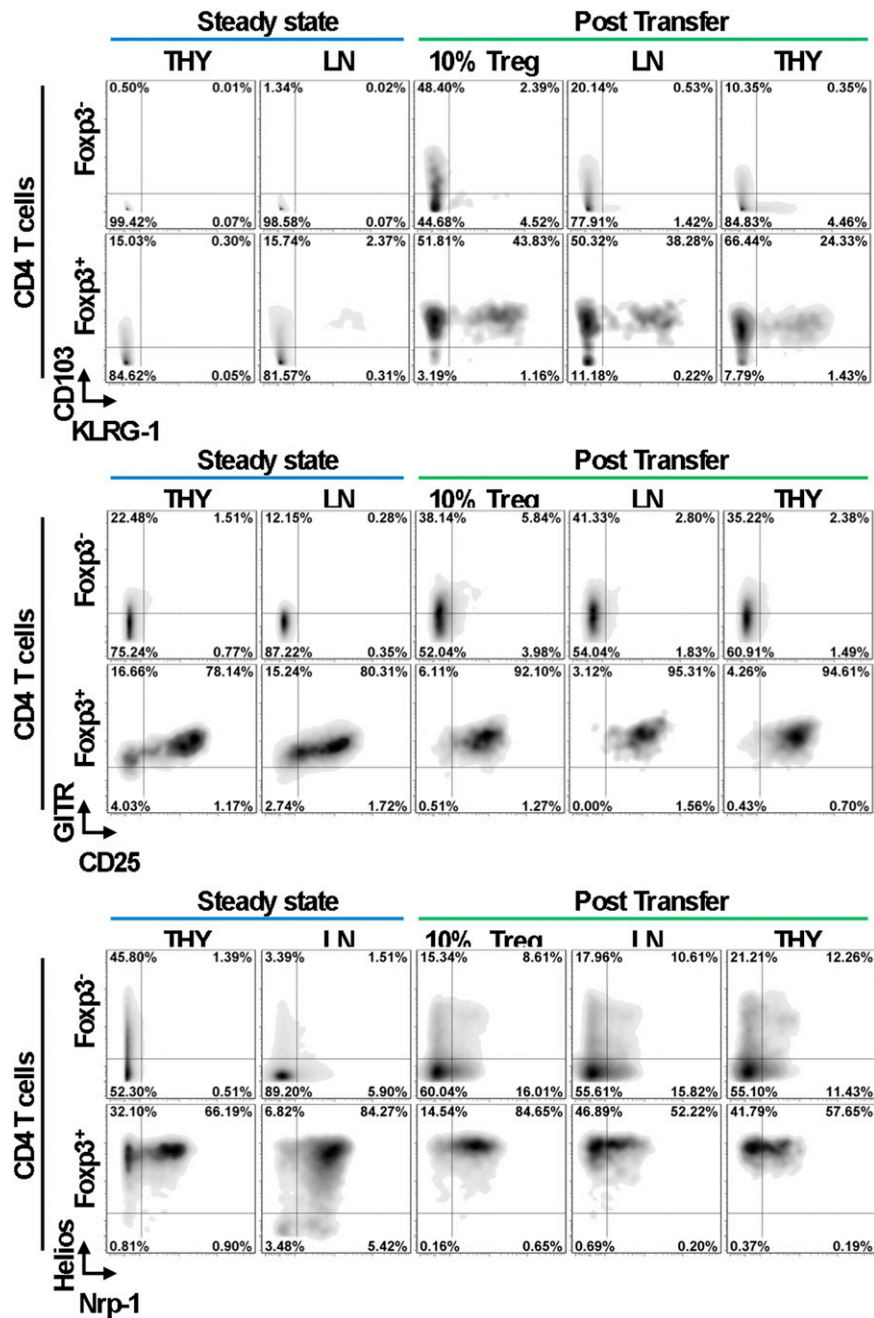 Steady state Post Transfer
THY LN 10% Treg LN THY
0.50% 0.01% 1.34% 0.02% 48.40% 2.39% 20.14% 0.53% 10.35% 0.35%
Foxp3-
99.42% 0.07% 98.58% 0.07% 44.68% 4.52% 77.91% 1.42% 84.83% 4.46%
CD4 T cells
15.03% 0.30% 15.74% 2.37% 51.81% 43.83% 50.32% 38.28% 66.44% 24.33%
Foxp3+
84.62% 0.05% 81.57% 0.31% 3.19% 1.16% 11.18% 0.22% 7.79% 1.43%
CD103
KLRG-1
Steady state Post Transfer
THY LN 10% Treg LN THY
22.48% 1.51% 12.15% 0.28% 38.14% 5.84% 41.33% 2.80% 35.22% 2.38%
Foxp3-
75.24% 0.77% 87.22% 0.35% 52.04% 3.98% 54.04% 1.83% 60.91% 1.49%
CD4 T cells
16.66% 78.14% 15.24% 80.31% 6.11% 92.10% 3.12% 95.31% 4.26% 94.61%
Foxp3+
4.03% 1.17% 2.74% 1.72% 0.51% 1.27% 0.00% 1.56% 0.43% 0.70%
GITR
CD25
Steady state Post Transfer
THY LN 10% Treg LN THY
45.80% 1.39% 3.39% 1.51% 15.34% 8.61% 17.96% 10.61% 21.21% 12.26%
Foxp3-
52.30% 0.51% 89.20% 5.90% 60.04% 16.01% 55.61% 15.82% 55.10% 11.43%
CD4 T cells
32.10% 66.19% 6.82% 84.27% 14.54% 84.65% 46.89% 52.22% 41.79% 57.65%
Foxp3+
0.81% 0.90% 3.48% 5.42% 0.16% 0.65% 0.69% 0.20% 0.37% 0.19%
Helios
Nrp-1